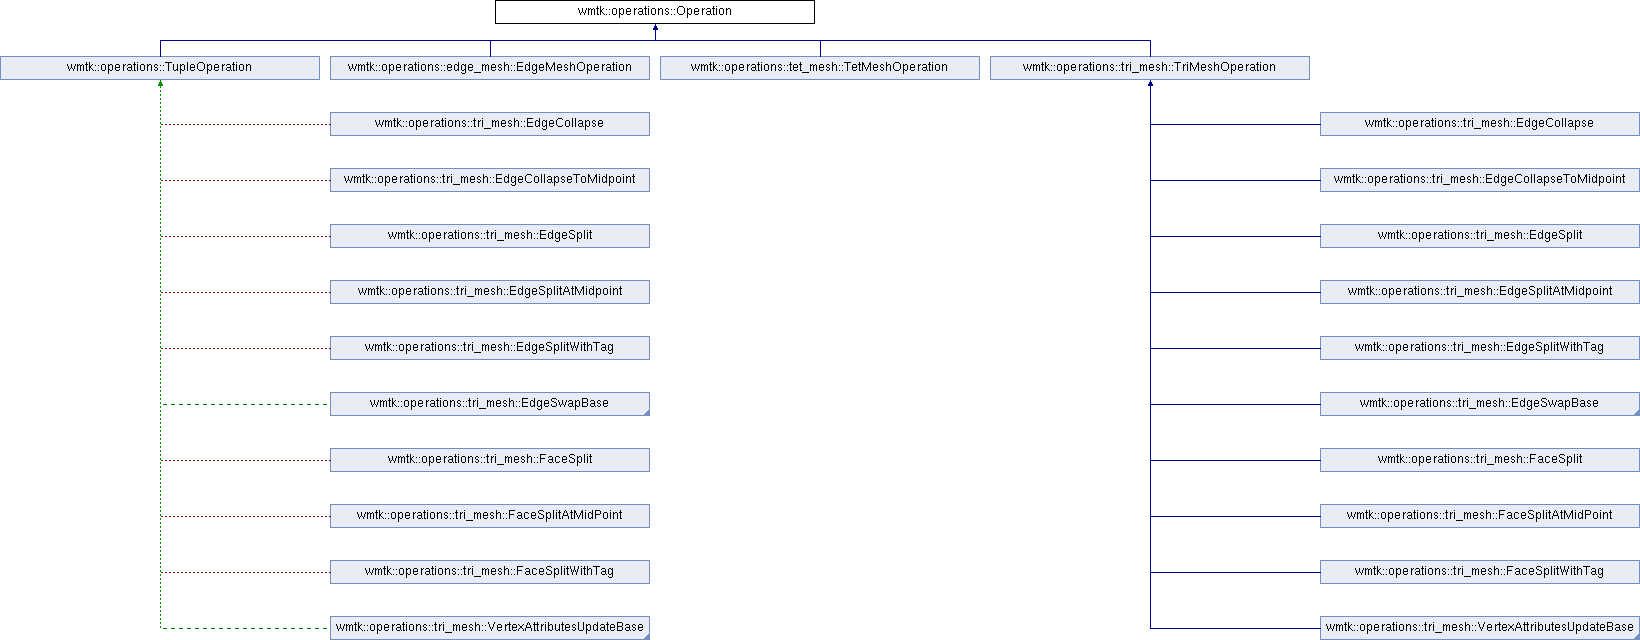 wmtk::operations::Operation
wmtk::operations::TupleOperation
wmtk::operations::edge_mesh::EdgeMeshOperation
wmtk::operations::tet_mesh::TetMeshOperation
wmtk::operations::tri_mesh::TriMeshOperation
wmtk::operations::tri_mesh::EdgeCollapse
wmtk::operations::tri_mesh::EdgeCollapse
wmtk::operations::tri_mesh::EdgeCollapseToMidpoint
wmtk::operations::tri_mesh::EdgeCollapseToMidpoint
wmtk::operations::tri_mesh::EdgeSplit
wmtk::operations::tri_mesh::EdgeSplit
wmtk::operations::tri_mesh::EdgeSplitAtMidpoint
wmtk::operations::tri_mesh::EdgeSplitAtMidpoint
wmtk::operations::tri_mesh::EdgeSplitWithTag
wmtk::operations::tri_mesh::EdgeSplitWithTag
wmtk::operations::tri_mesh::EdgeSwapBase
wmtk::operations::tri_mesh::EdgeSwapBase
wmtk::operations::tri_mesh::FaceSplit
wmtk::operations::tri_mesh::FaceSplit
wmtk::operations::tri_mesh::FaceSplitAtMidPoint
wmtk::operations::tri_mesh::FaceSplitAtMidPoint
wmtk::operations::tri_mesh::FaceSplitWithTag
wmtk::operations::tri_mesh::FaceSplitWithTag
wmtk::operations::tri_mesh::VertexAttributesUpdateBase
wmtk::operations::tri_mesh::VertexAttributesUpdateBase